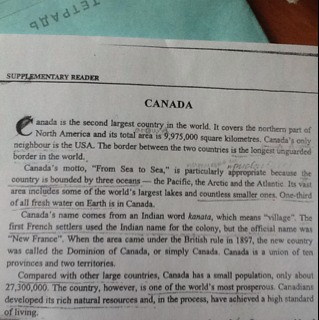 ТЕТРАДЬ
SUPPLEMENTARY READER
CANADA
Canada is the second largest country in the world. It covers the northern part of
North America and its total area is 9,975,000 square kilometres. Canada's only
neighbour is the USA. The border between the two countries is the longest unguarded
border in the world.
Canada's motto, "From Sea to Sea," is particularly appropriate because the
country is bounded by three oceans — the Pacific, the Arctic and the Atlantic. Its vast
area includes some of the world's largest lakes and countless smaller ones. One-third
of all fresh water on Earth is in Canada.
Canada's name comes from an Indian word kanata, which means "village". The
first French settlers used the Indian name for the colony, but the official name was
"New France". When the area came under the British rule in 1897, the new country
was called the Dominion of Canada, or simply Canada. Canada is a union of ten
provinces and two territories.
Compared with other large countries, Canada has a small population, only about
27,300,000. The country, however, is one of the world's most prosperous. Canadians
developed its rich natural resources and, in the process, have achieved a high standard
of living.